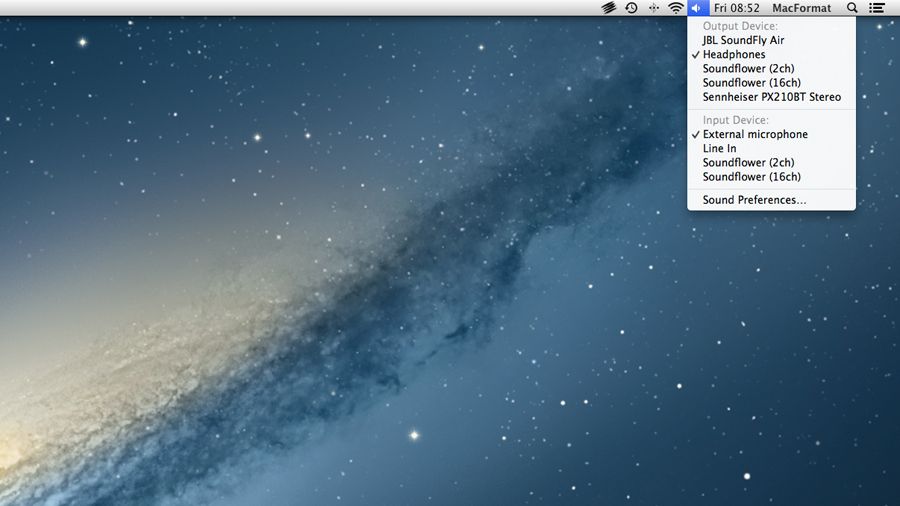 Fri 08:52 MacFormat
Output Device:
JBL SoundFly Air
✓ Headphones
Soundflower (2ch)
Soundflower (16ch)
Sennheiser PX210BT Stereo
Input Device:
✓ External microphone
Line In
Soundflower (2ch)
Soundflower (16ch)
Sound Preferences...